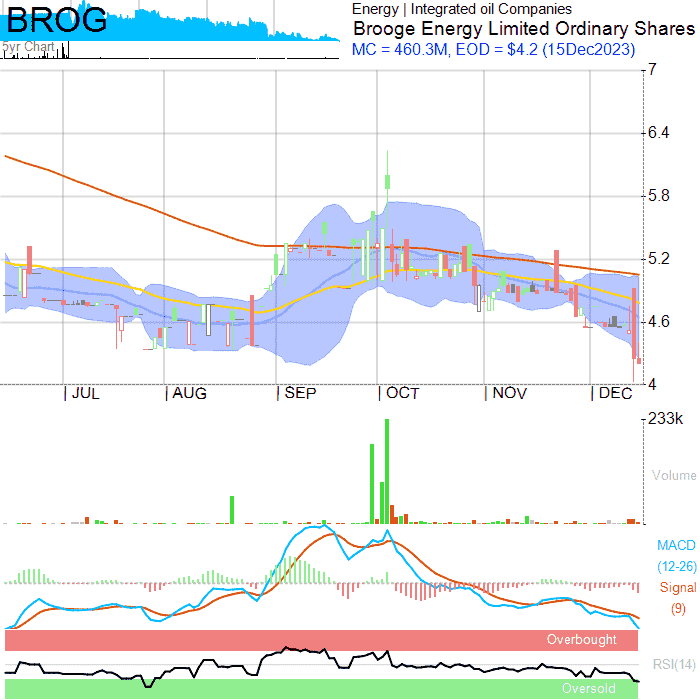 BROG
5yr Chart
Energy | Integrated oil Companies
Brooge Energy Limited Ordinary Shares
MC = 460.3M, EOD = $4.2 (15Dec2023)
7
6.4
5.8
5.2
4.6
4
JUL AUG SEP OCT NOV DEC
233k
Volume
MACD
(12-26)
Signal
(9)
Overbought
RSI(14)
Oversold